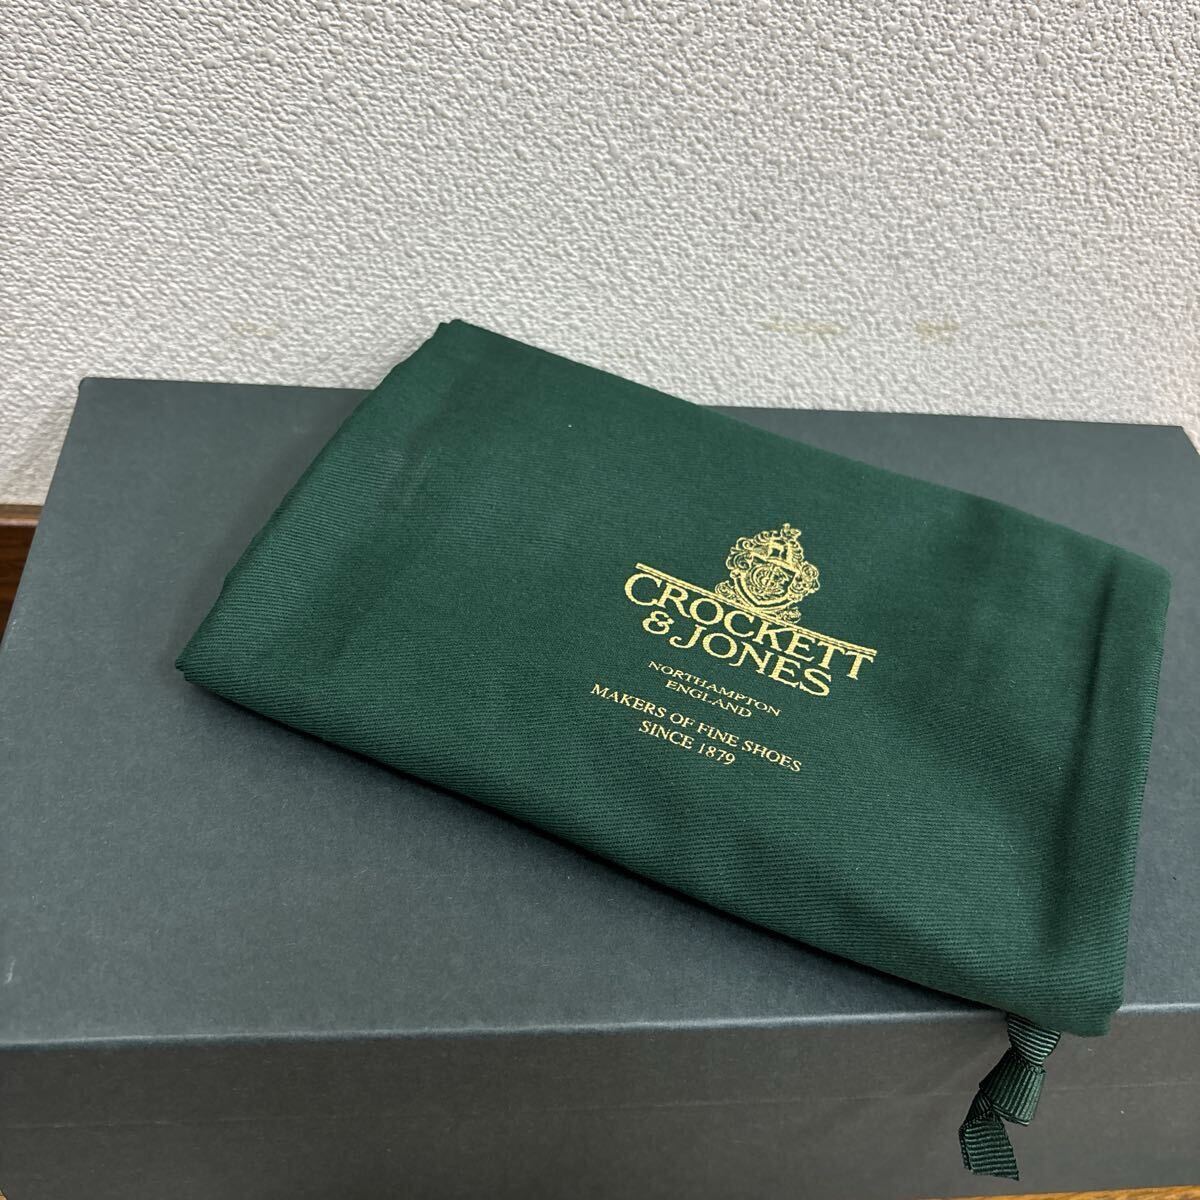 CROCKETT
& JONES
NORTHAMPTON
ENGLAND
MAKERS OF FINE SHOES
SINCE 1879